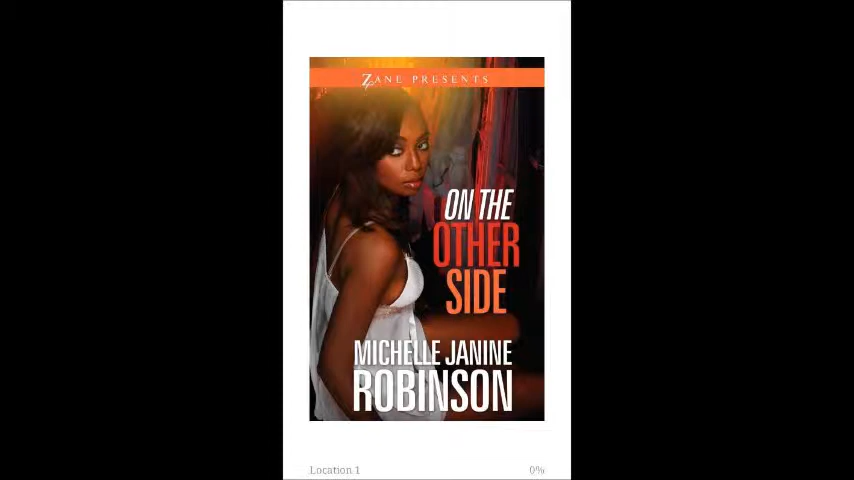 ZANE PRESENTS
ON THE
OTHER
SIDE
MICHELLE JANINE
ROBINSON
Location 1
0%